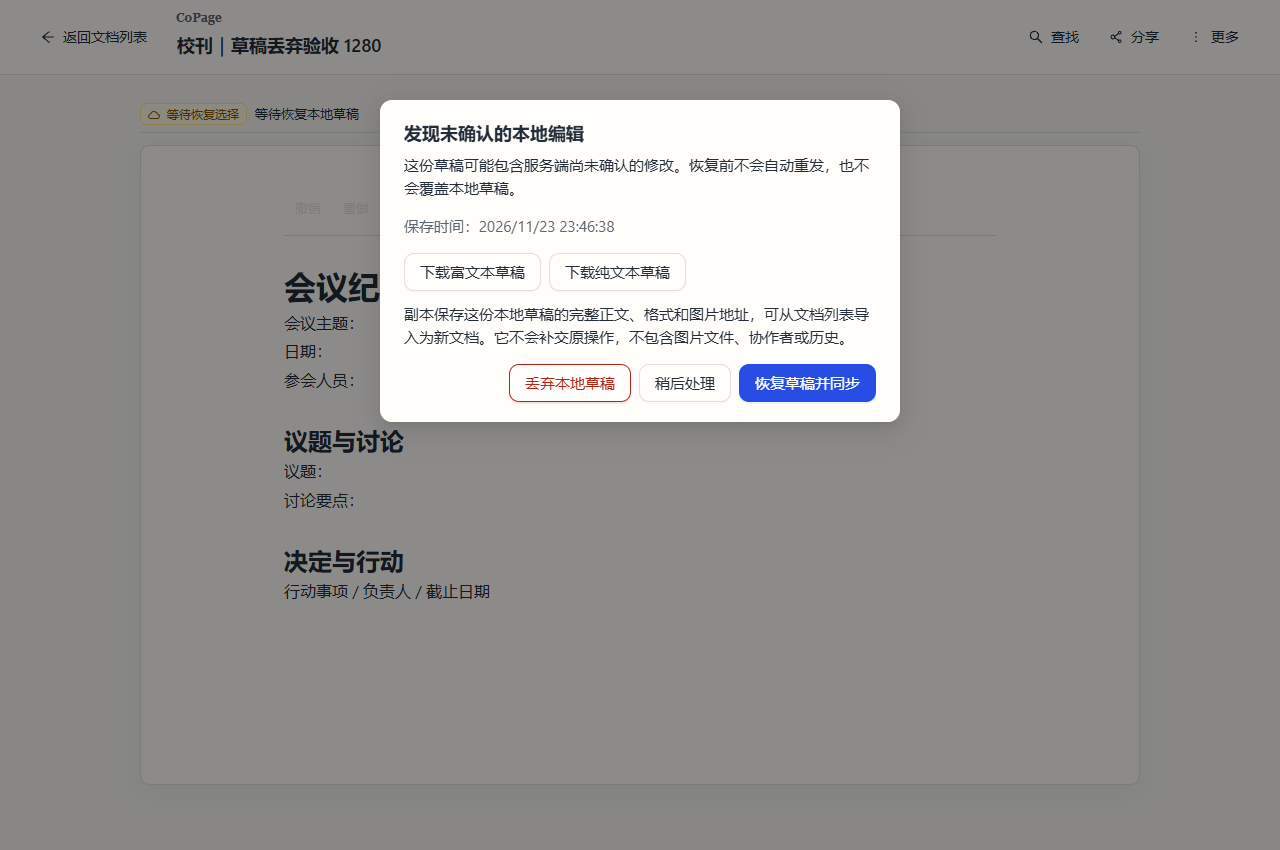 CoPage
返回文档列表
校刊｜草稿丢弃验收 1280
查找
分享
更多
等待恢复选择
等待恢复本地草稿
发现未确认的本地编辑
这份草稿可能包含服务端尚未确认的修改。恢复前不会自动重发，也不
会覆盖本地草稿。
保存时间：2026/11/23 23:46:38
下载富文本草稿
下载纯文本草稿
副本保存这份本地草稿的完整正文、格式和图片地址，可从文档列表导
入为新文档。它不会补交原操作，不包含图片文件、协作者或历史。
丢弃本地草稿
稍后处理
恢复草稿并同步
撤销
重做
会议纪
会议主题：
日期：
参会人员：
议题与讨论
议题：
讨论要点：
决定与行动
行动事项 / 负责人 / 截止日期